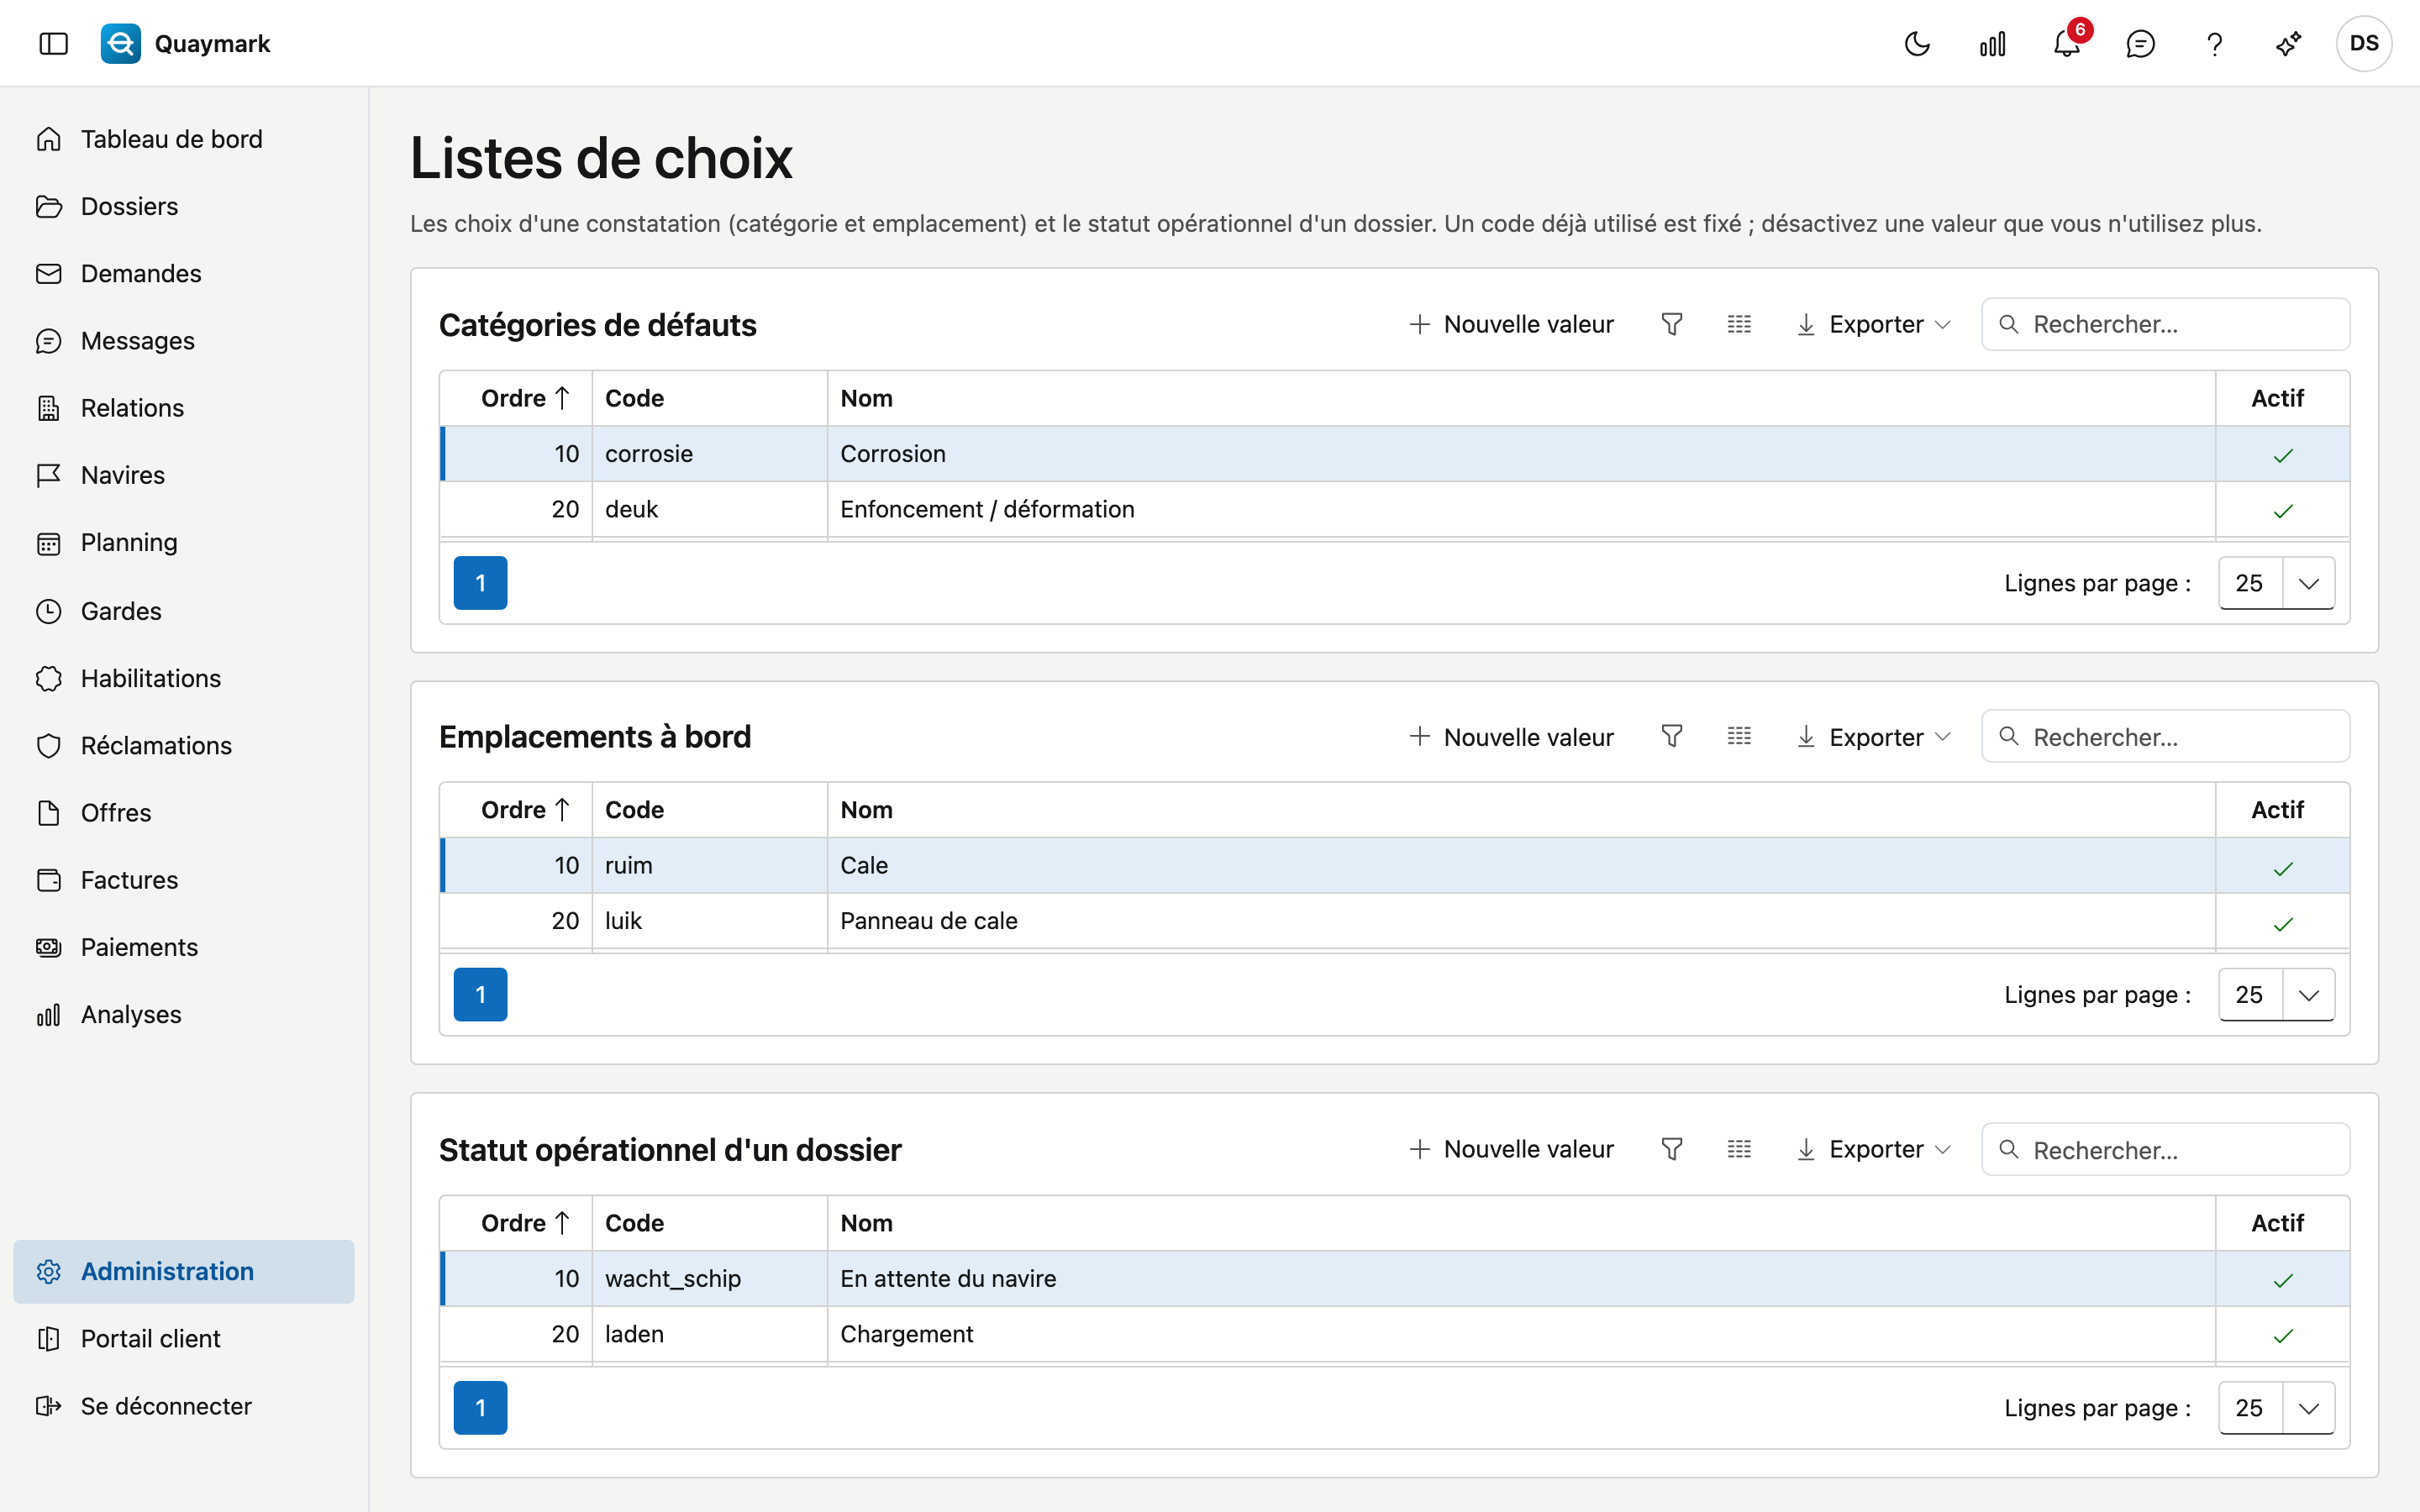 Quaymark
6
DS
Tableau de bord
Dossiers
Demandes
Messages
Relations
Navires
Planning
Gardes
Habilitations
Réclamations
Offres
Factures
Paiements
Analyses
Administration
Portail client
Se déconnecter
Listes de choix
Les choix d'une constatation (catégorie et emplacement) et le statut opérationnel d'un dossier. Un code déjà utilisé est fixé ; désactivez une valeur que vous n'utilisez plus.
Catégories de défauts
Nouvelle valeur
Exporter
Rechercher...
Ordre Code Nom Actif
10 corrosie Corrosion
20 deuk Enfoncement / déformation
1
Lignes par page : 25
Emplacements à bord
Nouvelle valeur
Exporter
Rechercher...
Ordre Code Nom Actif
10 ruim Cale
20 luik Panneau de cale
1
Lignes par page : 25
Statut opérationnel d'un dossier
Nouvelle valeur
Exporter
Rechercher...
Ordre Code Nom Actif
10 wacht_schip En attente du navire
20 laden Chargement
1
Lignes par page : 25